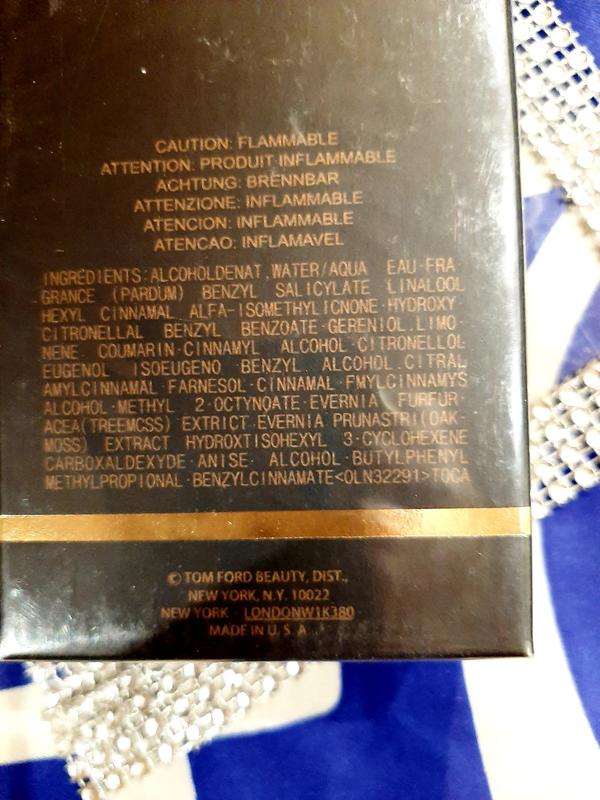 CAUTION: FLAMMABLE
ATTENTION: PRODUIT INFLAMMABLE
ACHTUNG: BRENNBAR
ATTENZIONE: INFLAMMABLE
ATENCION: INFLAMMABLE
ATENCAO: INFLAMAVEL
INGREDIENTS:ALCOHOLDENAT.WATER/AQUA EAU-FRA-
GRANCE (PARDUM) BENZYL SALICYLATE LINALOOL
HEXYL CINNAMAL ALFA-ISOMETHYLIGNONE·HYDROXY·
CITRONELLAL BENZYL BENZOATE·GERENIOL.LIMO-
NENE COUMARIN·CINNAMYL ALCOHOL·CITRONELLOL
EUGENOL ISOEUGENO BENZYL ALCOHOL.CITRAL
AMYLCINNAMAL·FARNESOL·CINNAMAL·FMYLCINNAMYS
ALCOHOL·METHYL 2-OCTYNOATE·EVERNIA FURFUR-
ACEA(TREEMCSS) EXTRICT·EVERNIA PRUNASTRI(OAK-
MOSS) EXTRACT HYDROXTISOHEXYL 3-CYCLOHEXENE
CARBOXALDEXYDE·ANISE· ALCOHOL·BUTYLPHENYL
METHYLPROPIONAL·BENZYLCINNAMATE<OLN32291>TOCA
© TOM FORD BEAUTY, DIST.,
NEW YORK, N.Y. 10022
NEW YORK · LONDONW1K380
MADE IN U. S. A